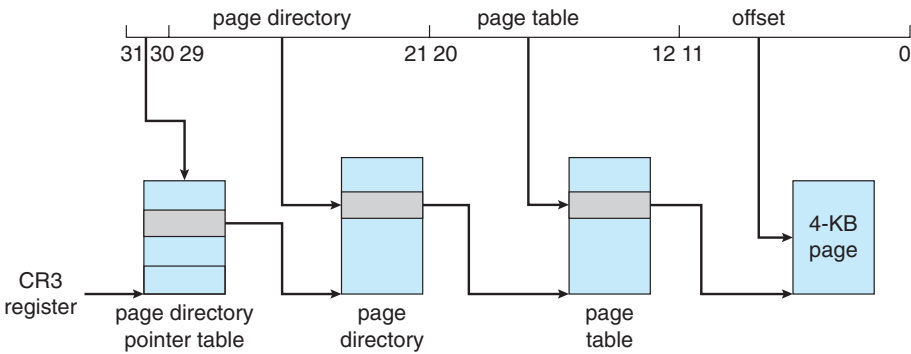 page directory page table offset
31 30 29 21 20 12 11 0
4-KB
page
CR3
register
page directory
pointer table
page
directory
page
table